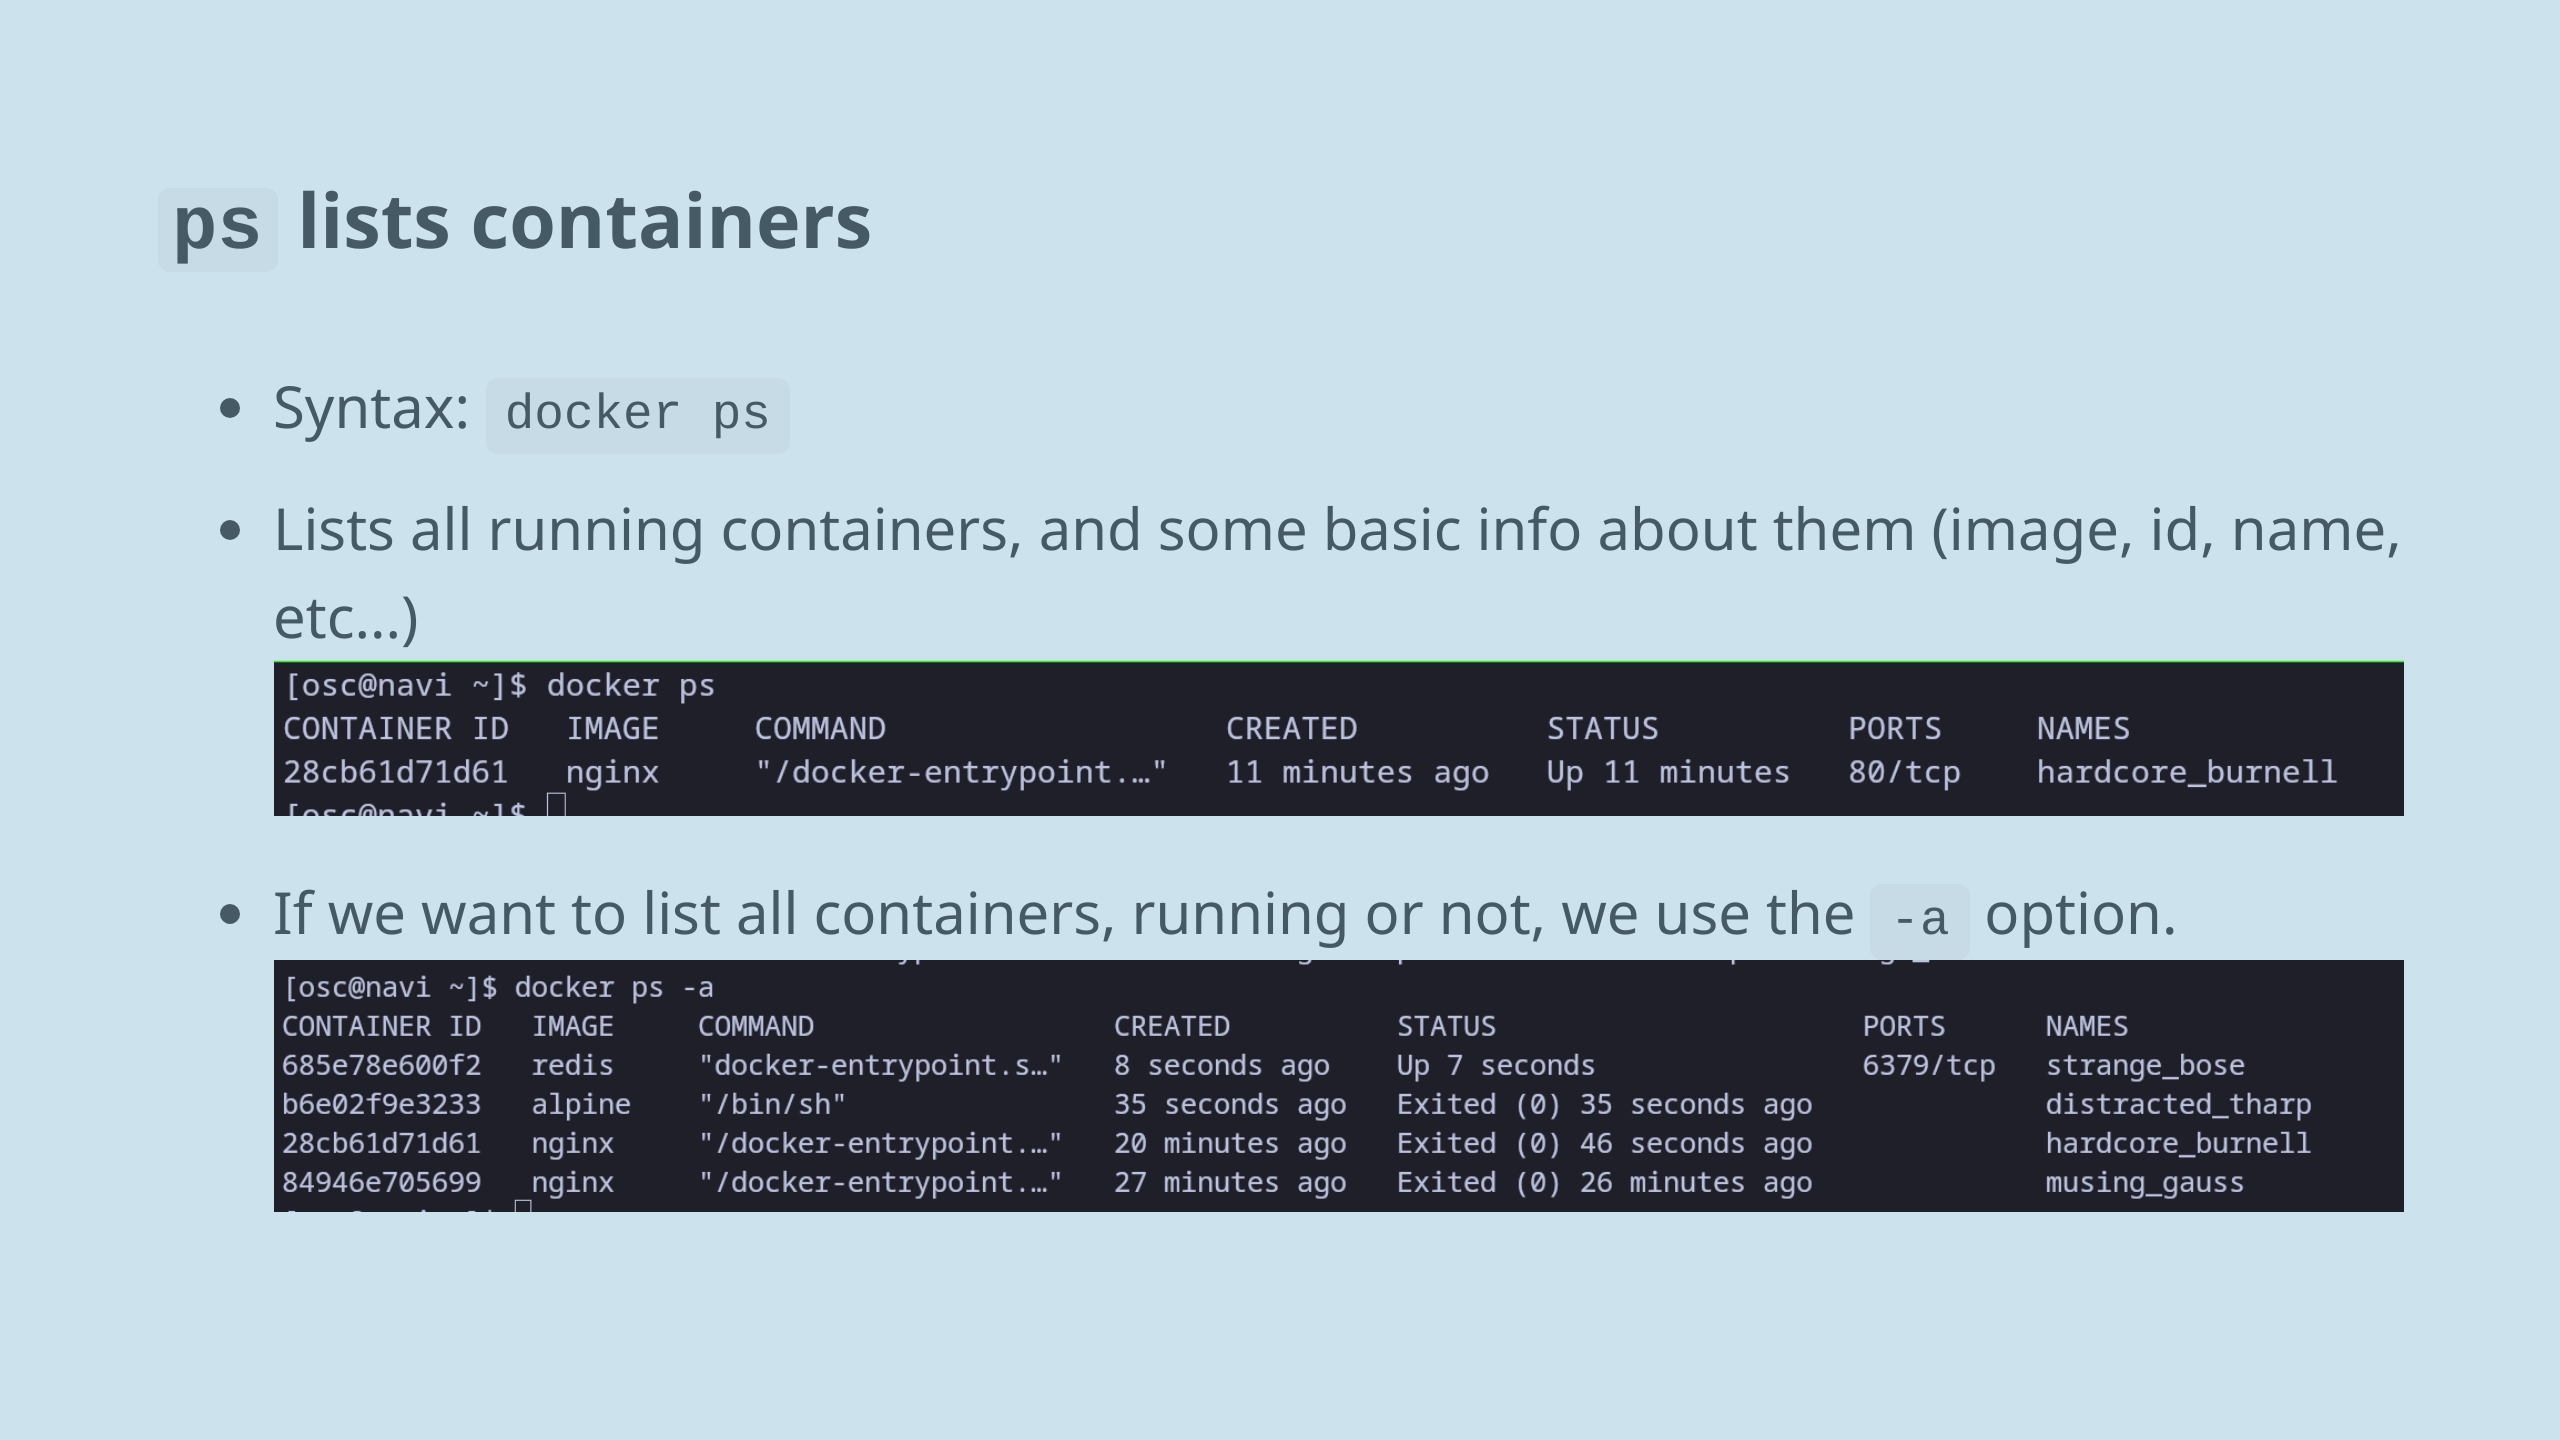 ps lists containers
Syntax: docker ps
Lists all running containers, and some basic info about them (image, id, name,
etc...)
[osc@navi ~]$ docker ps
CONTAINER ID   IMAGE     COMMAND                  CREATED          STATUS          PORTS     NAMES
28cb61d71d61   nginx     "/docker-entrypoint.…"   11 minutes ago   Up 11 minutes   80/tcp    hardcore_burnell
[osc@navi ~]$
If we want to list all containers, running or not, we use the -a option.
[osc@navi ~]$ docker ps -a
CONTAINER ID   IMAGE     COMMAND                  CREATED          STATUS                      PORTS      NAMES
685e78e600f2   redis     "docker-entrypoint.s…"   8 seconds ago    Up 7 seconds                6379/tcp   strange_bose
b6e02f9e3233   alpine    "/bin/sh"                35 seconds ago   Exited (0) 35 seconds ago              distracted_tharp
28cb61d71d61   nginx     "/docker-entrypoint.…"   20 minutes ago   Exited (0) 46 seconds ago              hardcore_burnell
84946e705699   nginx     "/docker-entrypoint.…"   27 minutes ago   Exited (0) 26 minutes ago              musing_gauss